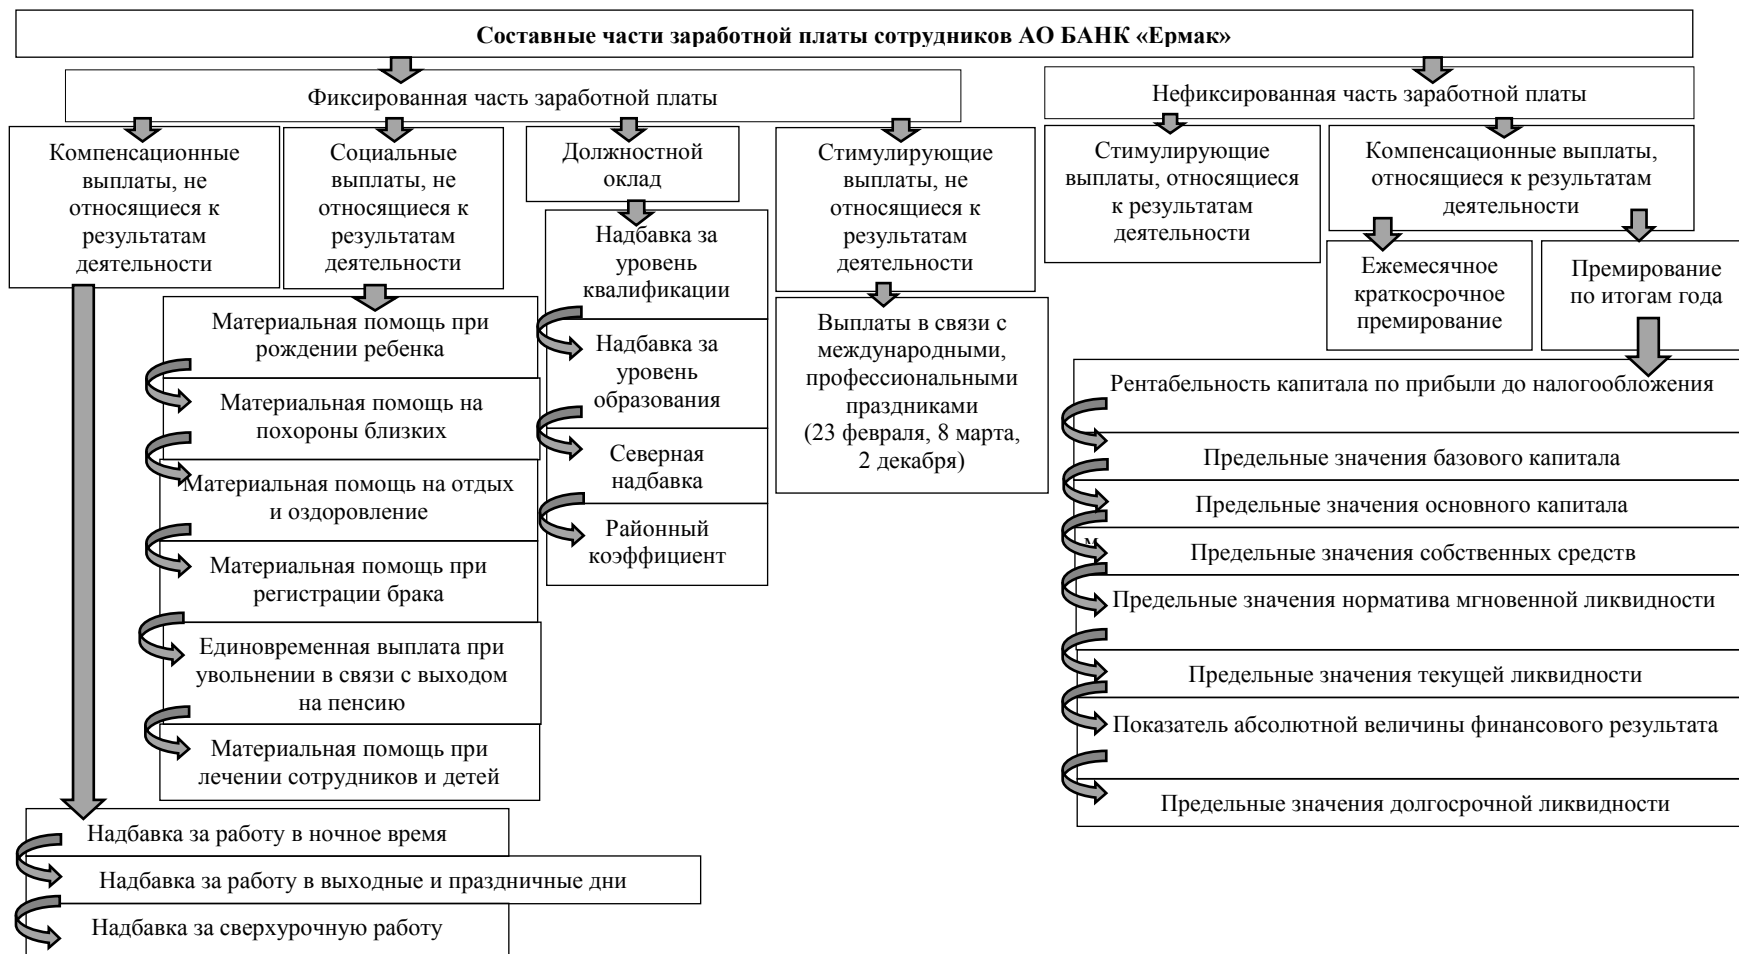 Составные части заработной платы сотрудников АО БАНК «Ермак»
Фиксированная часть заработной платы
Нефиксированная часть заработной платы
Компенсационные
выплаты, не
относящиеся к
результатам
деятельности
Социальные
выплаты, не
относящиеся к
результатам
деятельности
Должностной
оклад
Стимулирующие
выплаты, не
относящиеся к
результатам
деятельности
Стимулирующие
выплаты, относящиеся
к результатам
деятельности
Компенсационные выплаты,
относящиеся к результатам
деятельности
Надбавка за
уровень
квалификации
Надбавка за
уровень
образования
Северная
надбавка
Районный
коэффициент
Ежемесячное
краткосрочное
премирование
Премирование
по итогам года
Материальная помощь при
рождении ребенка
Материальная помощь на
похороны близких
Материальная помощь на отдых
и оздоровление
Материальная помощь при
регистрации брака
Единовременная выплата при
увольнении в связи с выходом
на пенсию
Материальная помощь при
лечении сотрудников и детей
Выплаты в связи с
международными,
профессиональными
праздниками
(23 февраля, 8 марта,
2 декабря)
Рентабельность капитала по прибыли до налогообложения
Предельные значения базового капитала
Предельные значения основного капитала
Предельные значения собственных средств
Предельные значения норматива мгновенной ликвидности
Предельные значения текущей ликвидности
Показатель абсолютной величины финансового результата
Предельные значения долгосрочной ликвидности
Надбавка за работу в ночное время
Надбавка за работу в выходные и праздничные дни
Надбавка за сверхурочную работу